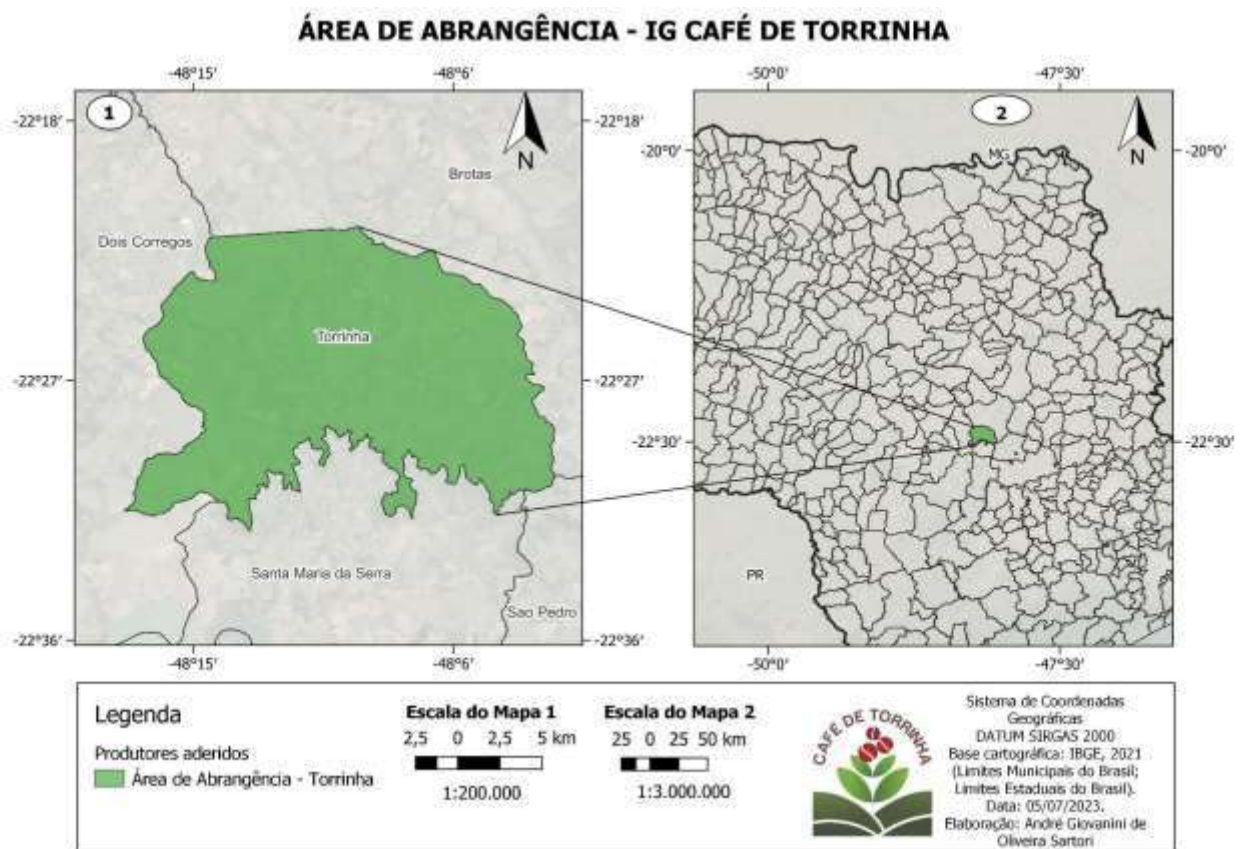 ÁREA DE ABRANGÊNCIA - IG CAFÉ DE TORRINHA
-48°15' -48°6'
1
N
-22°18' -22°18'
Brotas
Dois Corregos
Torrinha
-22°27' -22°27'
Santa Maria da Serra
Sao Pedro
-22°36' -22°36'
-48°15' -48°6'
-50°0' -47°30'
2
N
MG
-20°0' -20°0'
-22°30' -22°30'
PR
-50°0' -47°30'
Legenda
Produtores aderidos
Área de Abrangência - Torrinha
Escala do Mapa 1
2,5 0 2,5 5 km
1:200.000
Escala do Mapa 2
25 0 25 50 km
1:3.000.000
CAFÉ DE TORRINHA
Sistema de Coordenadas
Geográficas
DATUM SIRGAS 2000
Base cartográfica: IBGE, 2021
(Limites Municipais do Brasil;
Limites Estaduais do Brasil).
Data: 05/07/2023.
Elaboração: André Giovanini de
Oliveira Sartori